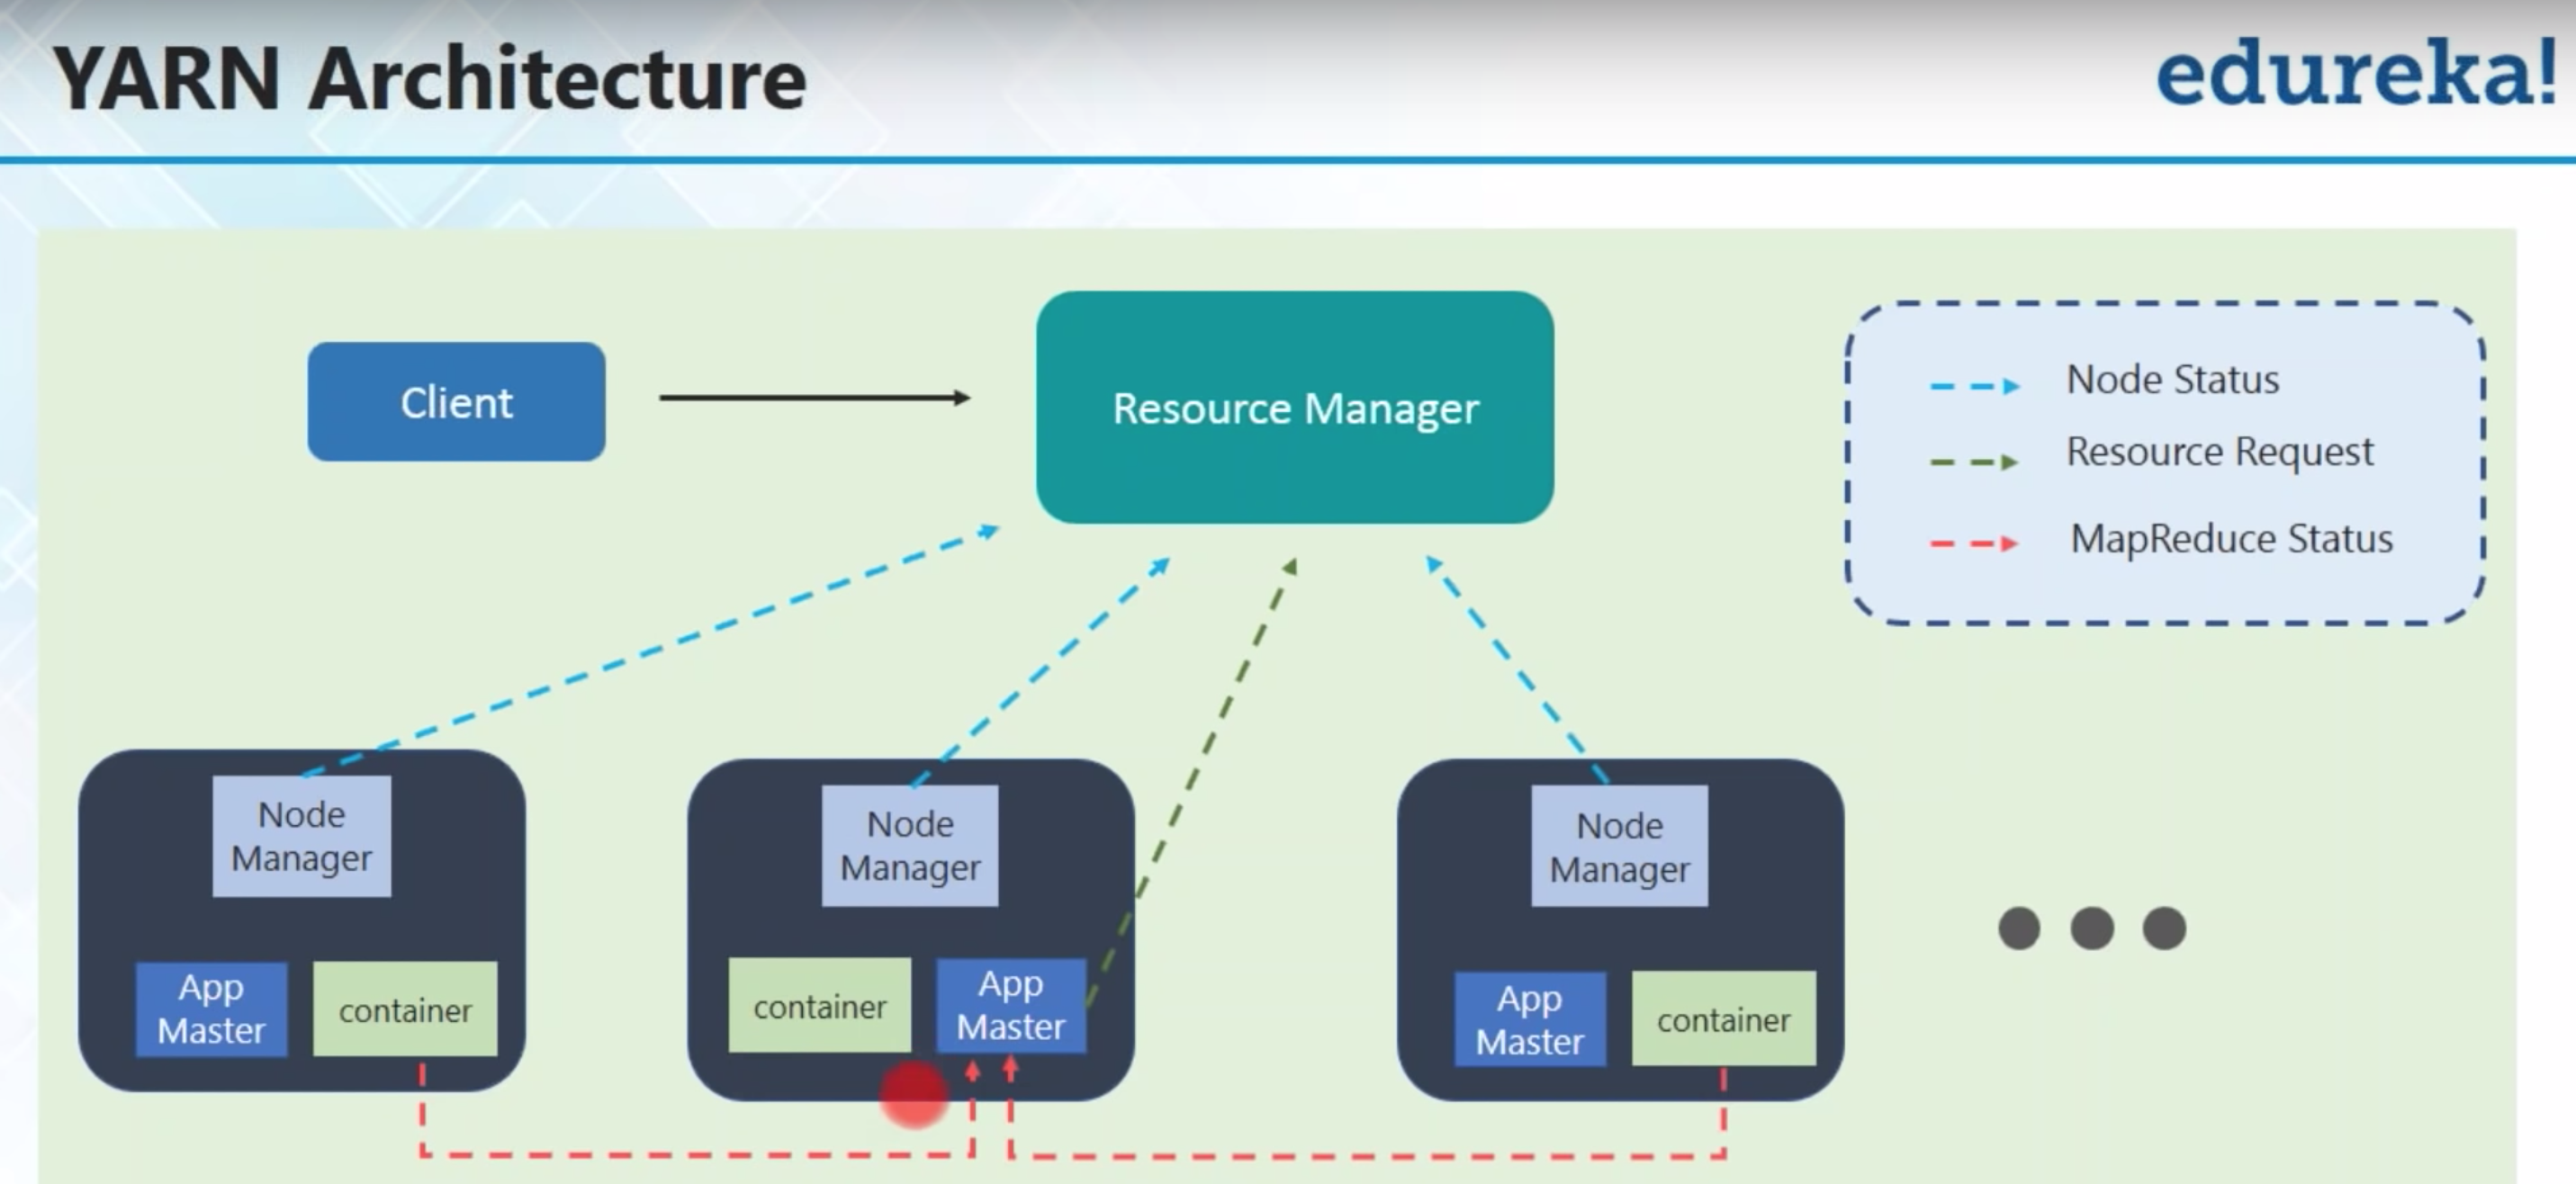 YARN Architecture
edureka!
Client
Resource Manager
Node Status
Resource Request
MapReduce Status
Node
Manager
App
Master
container
Node
Manager
container
App
Master
Node
Manager
App
Master
container